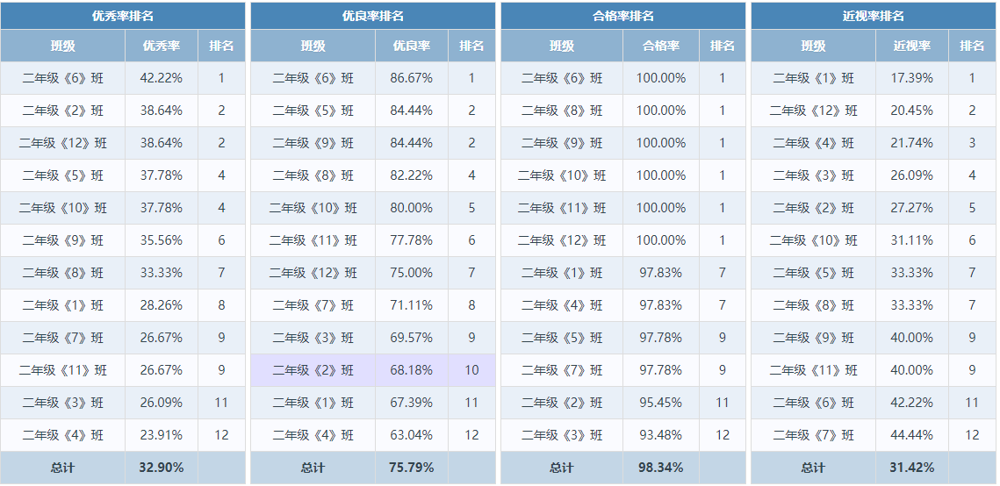 优秀率排名 优良率排名 合格率排名 近视率排名
班级 优秀率 排名 班级 优良率 排名 班级 合格率 排名 班级 近视率 排名
二年级《6》班 42.22% 1 二年级《6》班 86.67% 1 二年级《6》班 100.00% 1 二年级《1》班 17.39% 1
二年级《2》班 38.64% 2 二年级《5》班 84.44% 2 二年级《8》班 100.00% 1 二年级《12》班 20.45% 2
二年级《12》班 38.64% 2 二年级《9》班 84.44% 2 二年级《9》班 100.00% 1 二年级《4》班 21.74% 3
二年级《5》班 37.78% 4 二年级《8》班 82.22% 4 二年级《10》班 100.00% 1 二年级《3》班 26.09% 4
二年级《10》班 37.78% 4 二年级《10》班 80.00% 5 二年级《11》班 100.00% 1 二年级《2》班 27.27% 5
二年级《9》班 35.56% 6 二年级《11》班 77.78% 6 二年级《12》班 100.00% 1 二年级《10》班 31.11% 6
二年级《8》班 33.33% 7 二年级《12》班 75.00% 7 二年级《1》班 97.83% 7 二年级《5》班 33.33% 7
二年级《1》班 28.26% 8 二年级《7》班 71.11% 8 二年级《4》班 97.83% 7 二年级《8》班 33.33% 7
二年级《7》班 26.67% 9 二年级《3》班 69.57% 9 二年级《5》班 97.78% 9 二年级《9》班 40.00% 9
二年级《11》班 26.67% 9 二年级《2》班 68.18% 10 二年级《7》班 97.78% 9 二年级《11》班 40.00% 9
二年级《3》班 26.09% 11 二年级《1》班 67.39% 11 二年级《2》班 95.45% 11 二年级《6》班 42.22% 11
二年级《4》班 23.91% 12 二年级《4》班 63.04% 12 二年级《3》班 93.48% 12 二年级《7》班 44.44% 12
总计 32.90% 总计 75.79% 总计 98.34% 总计 31.42%